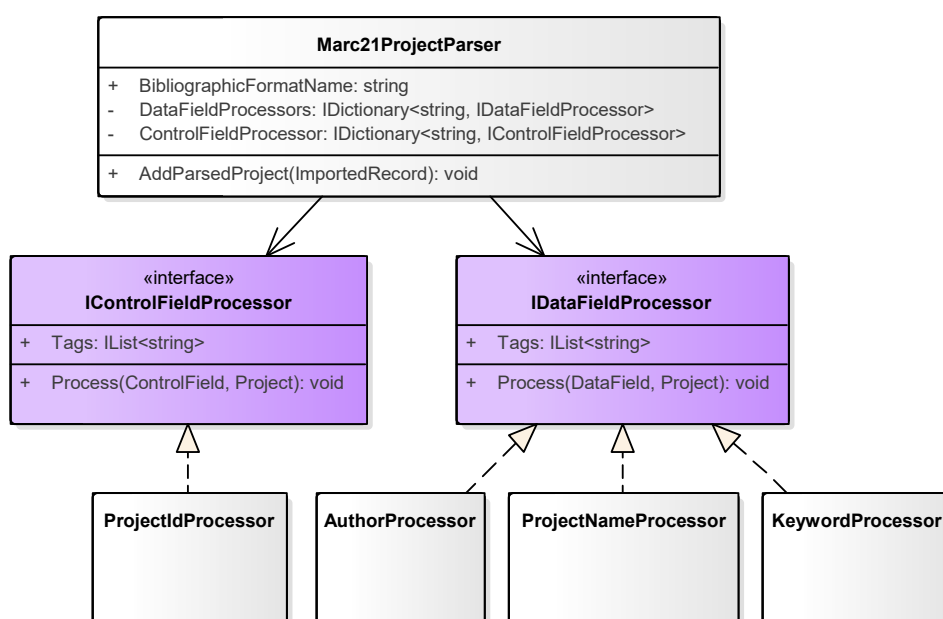 Marc21ProjectParser
+ BibliographicFormatName: string
- DataFieldProcessors: IDictionary<string, IDataFieldProcessor>
- ControlFieldProcessor: IDictionary<string, IControlFieldProcessor>
+ AddParsedProject(ImportedRecord): void
«interface»
IControlFieldProcessor
+ Tags: IList<string>
+ Process(ControlField, Project): void
«interface»
IDataFieldProcessor
+ Tags: IList<string>
+ Process(DataField, Project): void
ProjectIdProcessor
AuthorProcessor
ProjectNameProcessor
KeywordProcessor